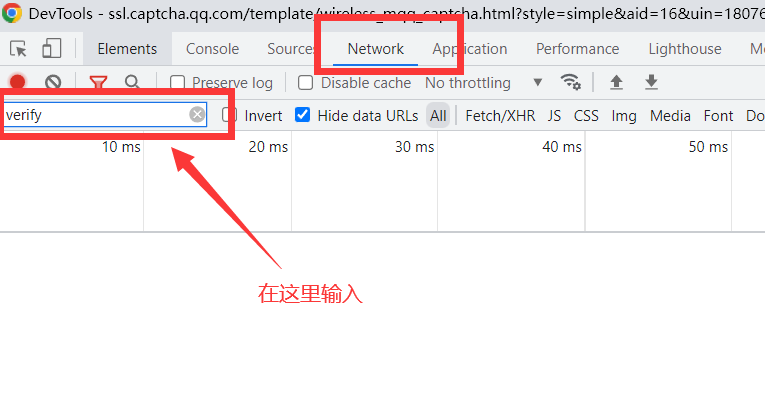 DevTools - ssl.captcha.qq.com/template/wireless_mqq_captcha.html?style=simple&aid=16&uin=18076
Elements Console Sources Network Application Performance Lighthouse M
Preserve log Disable cache No throttling
verify Invert Hide data URLs All Fetch/XHR JS CSS Img Media Font Do
10 ms 20 ms 30 ms 40 ms 50 ms
在这里输入